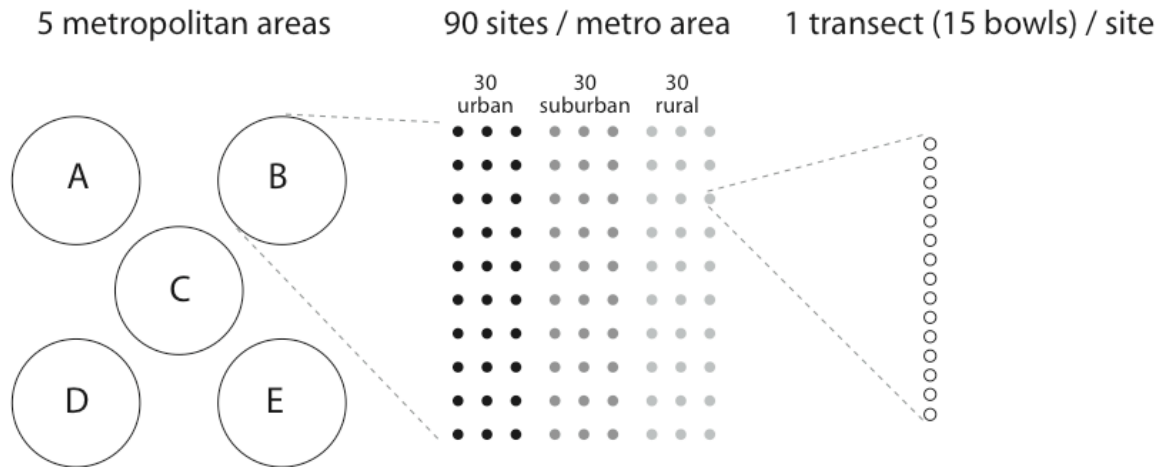 5 metropolitan areas
90 sites / metro area
1 transect (15 bowls) / site
30
urban
30
suburban
30
rural
A
B
C
D
E